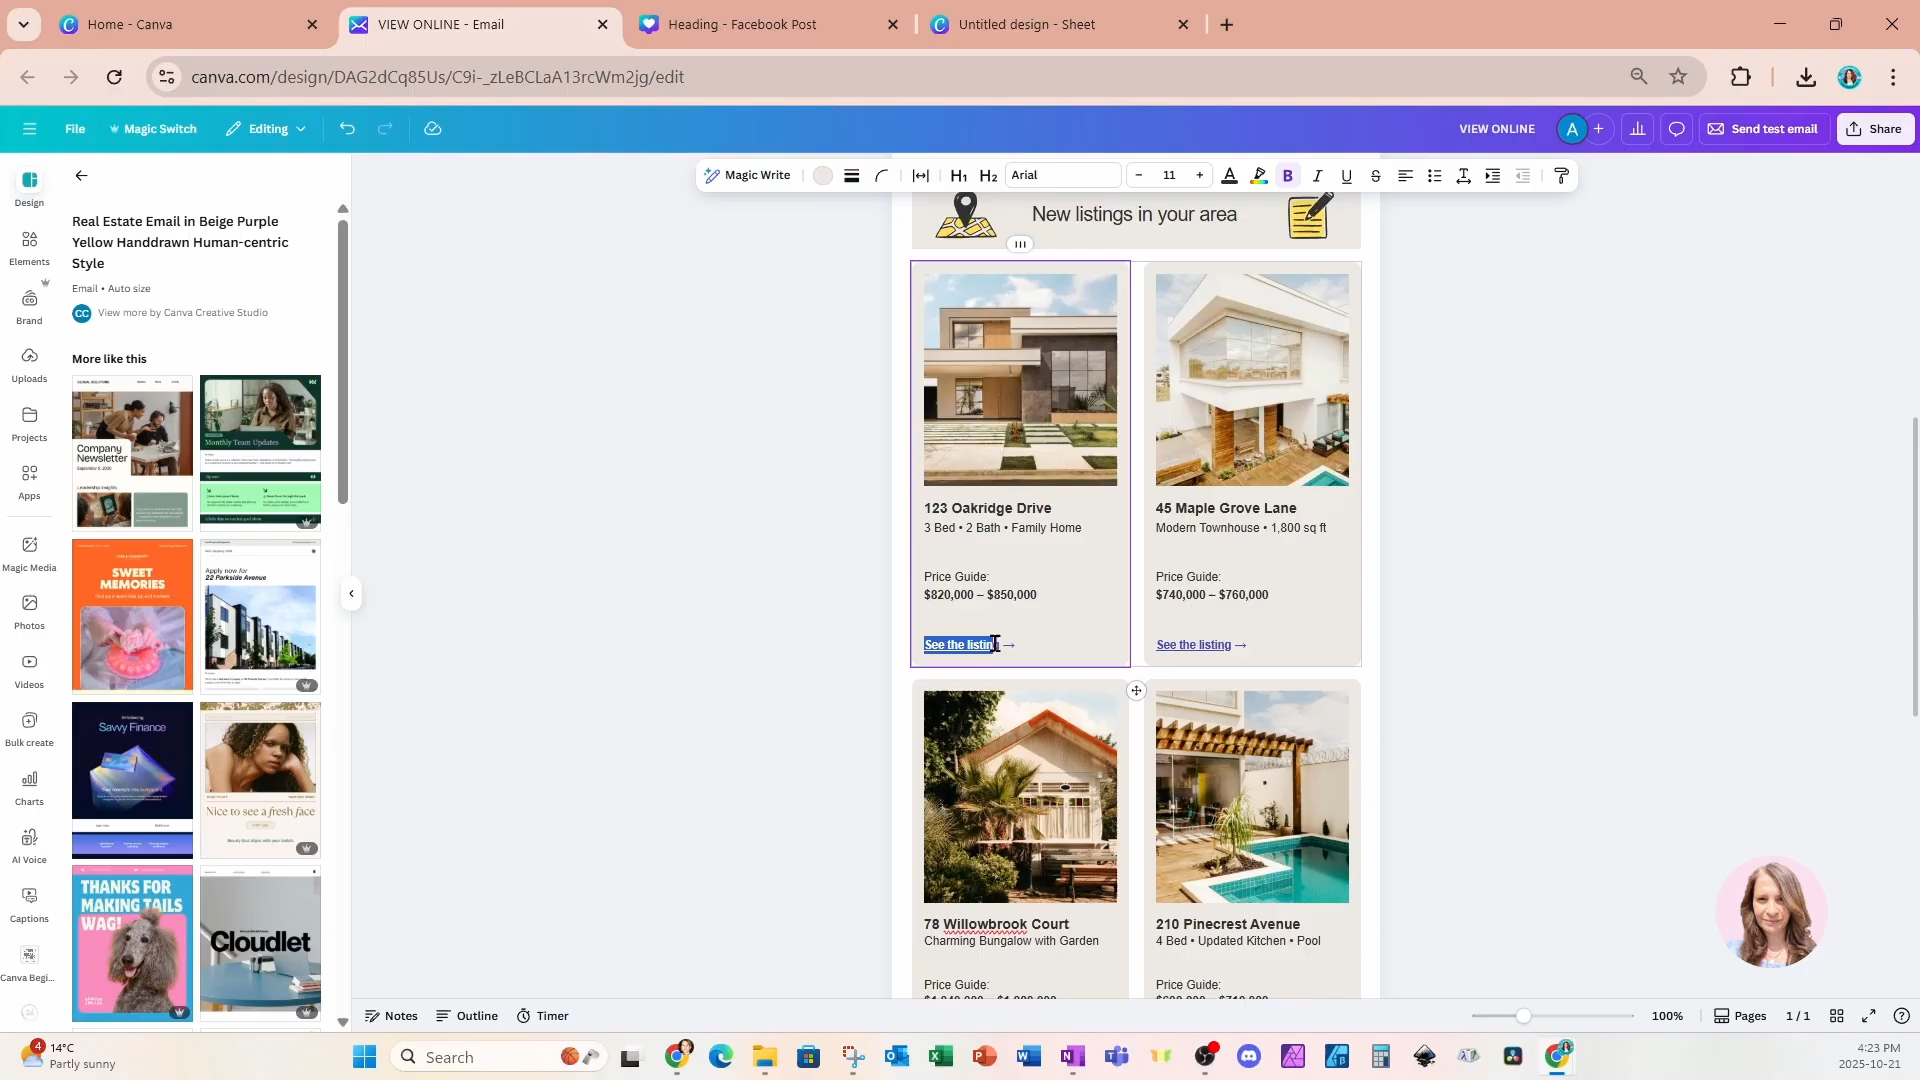 Home - Canva
VIEW ONLINE - Email
Heading - Facebook Post
Untitled design - Sheet
canva.com/design/DAG2dCq85Us/C9i-_zLeBCLaA13rcWm2jg/edit
File
Magic Switch
Editing
VIEW ONLINE
A
Send test email
Share
Magic Write
H1
H2
Arial
11
Design
Elements
Brand
Uploads
Projects
Apps
Magic Media
Photos
Videos
Bulk create
Charts
AI Voice
Captions
Canva Begi...
Real Estate Email in Beige Purple
Yellow Handdrawn Human-centric
Style
Email • Auto size
CC
View more by Canva Creative Studio
More like this
Company
Newsletter
Monthly Team Updates
SWEET
MEMORIES
Apply now for
22 Parkside Avenue
Savvy Finance
Nice to see a fresh face
THANKS FOR
MAKING TAILS
WAG!
Cloudlet
New listings in your area
123 Oakridge Drive
3 Bed • 2 Bath • Family Home
Price Guide:
$820,000 – $850,000
See the listing →
45 Maple Grove Lane
Modern Townhouse • 1,800 sq ft
Price Guide:
$740,000 – $760,000
See the listing →
78 Willowbrook Court
Charming Bungalow with Garden
Price Guide:
210 Pinecrest Avenue
4 Bed • Updated Kitchen • Pool
Price Guide:
Notes
Outline
Timer
100%
Pages
1 / 1
4
14°C
Partly sunny
Search
4:23 PM
2025-10-21